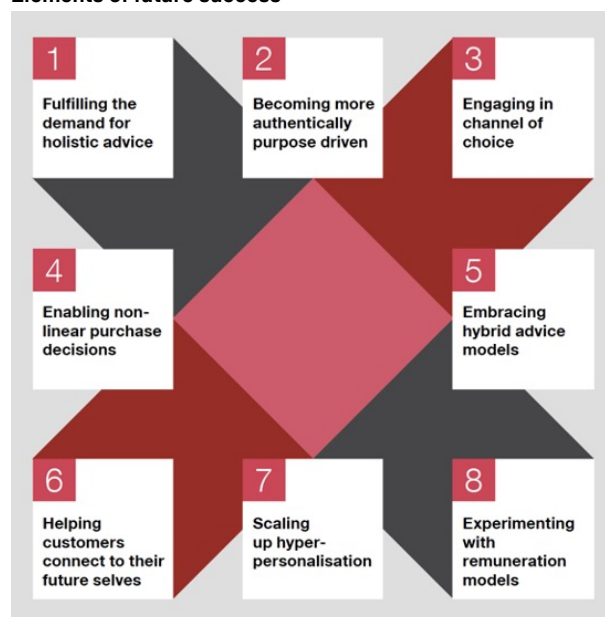 Elements of future success
1
Fulfilling the
demand for
holistic advice
2
Becoming more
authentically
purpose driven
3
Engaging in
channel of
choice
4
Enabling non-
linear purchase
decisions
5
Embracing
hybrid advice
models
6
Helping
customers
connect to their
future selves
7
Scaling
up hyper-
personalisation
8
Experimenting
with
remuneration
models